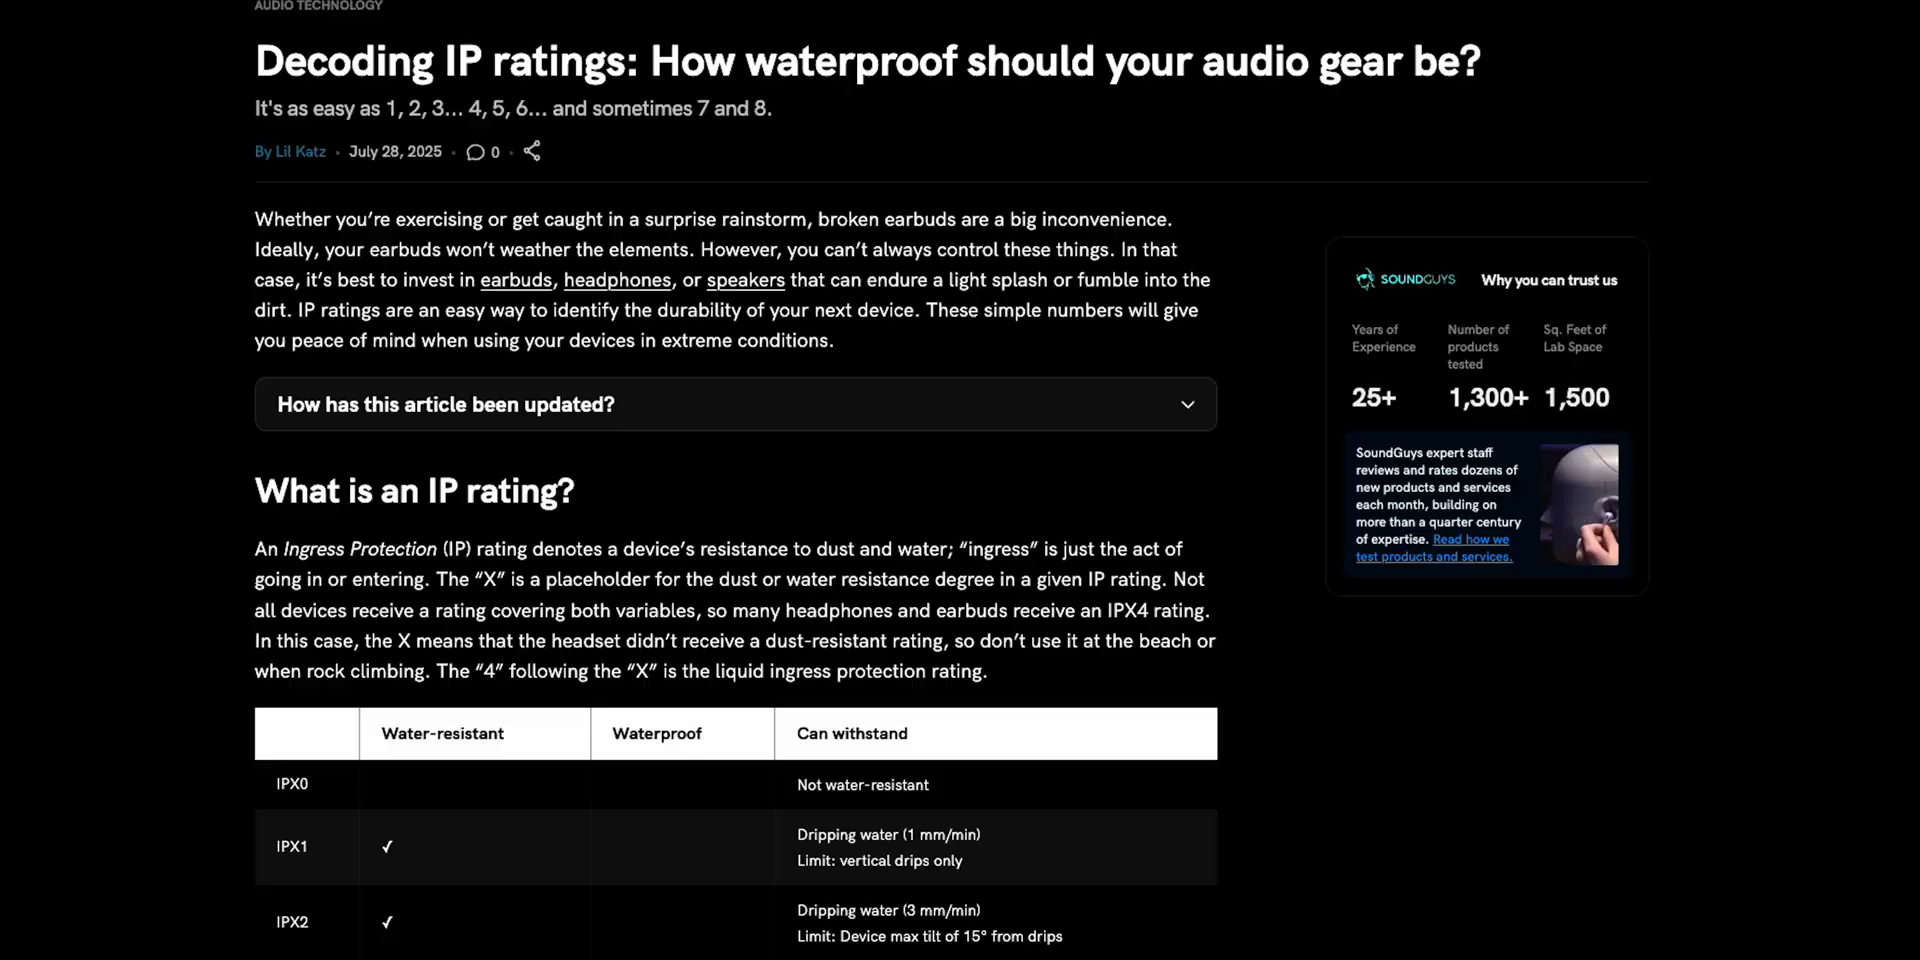 AUDIO TECHNOLOGY
Decoding IP ratings: How waterproof should your audio gear be?
It's as easy as 1, 2, 3... 4, 5, 6... and sometimes 7 and 8.
By Lil Katz • July 28, 2025 • 0 •
Whether you’re exercising or get caught in a surprise rainstorm, broken earbuds are a big inconvenience.
Ideally, your earbuds won’t weather the elements. However, you can’t always control these things. In that
case, it’s best to invest in earbuds, headphones, or speakers that can endure a light splash or fumble into the
dirt. IP ratings are an easy way to identify the durability of your next device. These simple numbers will give
you peace of mind when using your devices in extreme conditions.
How has this article been updated?
What is an IP rating?
An Ingress Protection (IP) rating denotes a device’s resistance to dust and water; “ingress” is just the act of
going in or entering. The “X” is a placeholder for the dust or water resistance degree in a given IP rating. Not
all devices receive a rating covering both variables, so many headphones and earbuds receive an IPX4 rating.
In this case, the X means that the headset didn’t receive a dust-resistant rating, so don’t use it at the beach or
when rock climbing. The “4” following the “X” is the liquid ingress protection rating.
Water-resistant Waterproof Can withstand
IPX0 Not water-resistant
IPX1 ✓ Dripping water (1 mm/min)
Limit: vertical drips only
IPX2 ✓ Dripping water (3 mm/min)
Limit: Device max tilt of 15° from drips
SOUNDGUYS Why you can trust us
Years of
Experience
25+
Number of
products
tested
1,300+
Sq. Feet of
Lab Space
1,500
SoundGuys expert staff
reviews and rates dozens of
new products and services
each month, building on
more than a quarter century
of expertise. Read how we
test products and services.